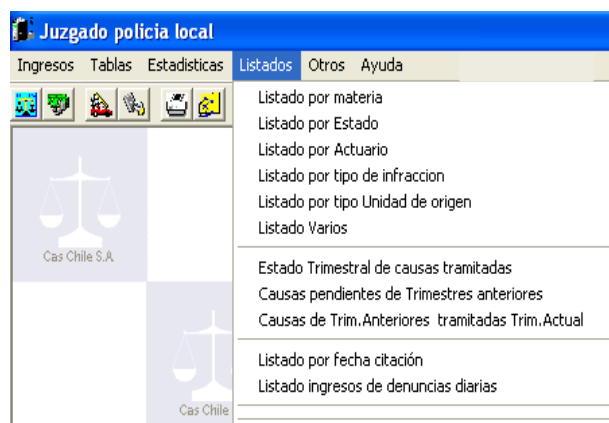 Juzgado policia local
Ingresos Tablas Estadisticas Listados Otros Ayuda
Listado por materia
Listado por Estado
Listado por Actuario
Listado por tipo de infraccion
Listado por tipo Unidad de origen
Listado Varios
Estado Trimestral de causas tramitadas
Causas pendientes de Trimestres anteriores
Causas de Trim.Anteriores tramitadas Trim.Actual
Listado por fecha citación
Listado ingresos de denuncias diarias
Cas Chile S.A.
Cas Chile